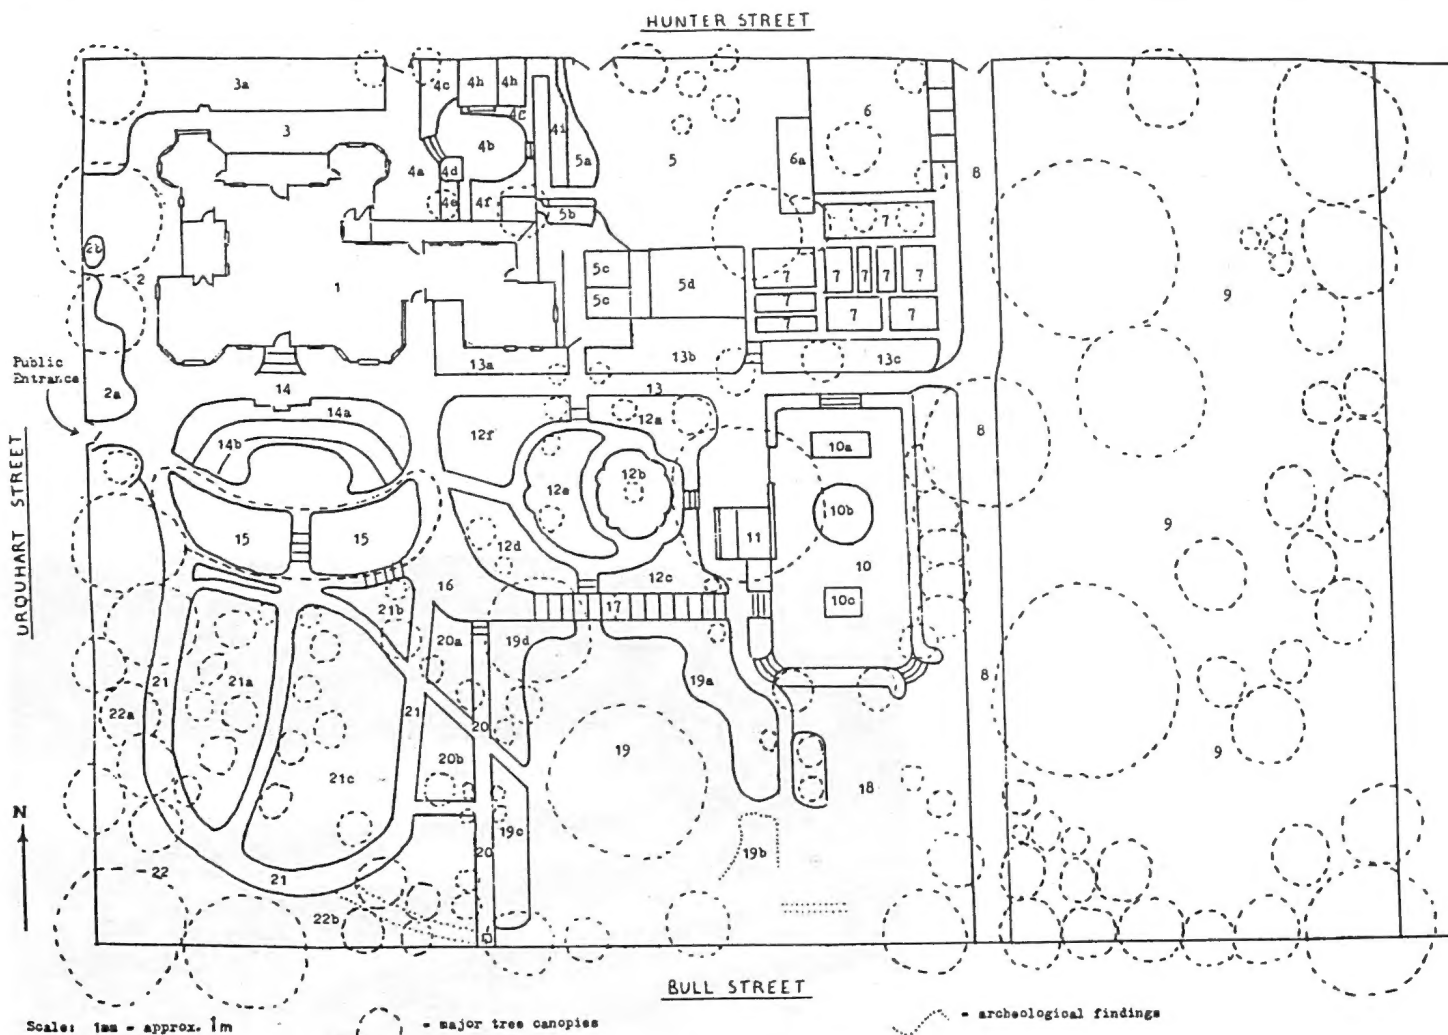 HUNTER STREET
3a
4c
4h
4h
4g
3
4i
5a
6
4b
5
4a
4d
6a
8
4e
4f
5b
7
2b
2
1
5c
5d
7
7
7
7
7
9
5c
7
7
7
7
13b
13c
Public
Entrance
13a
2a
14
13
14a
12f
12a
8
14b
10a
12b
12e
10b
15
15
11
9
12d
10
16
12c
21b
17
10c
20a
19d
21
21a
19a
8
22a
21
20
19
9
20b
21c
18
19c
19b
20
22
21
22b
URQUHART STREET
N
BULL STREET
Scale: 1mm = approx. 1m
= major tree canopies
= archeological findings